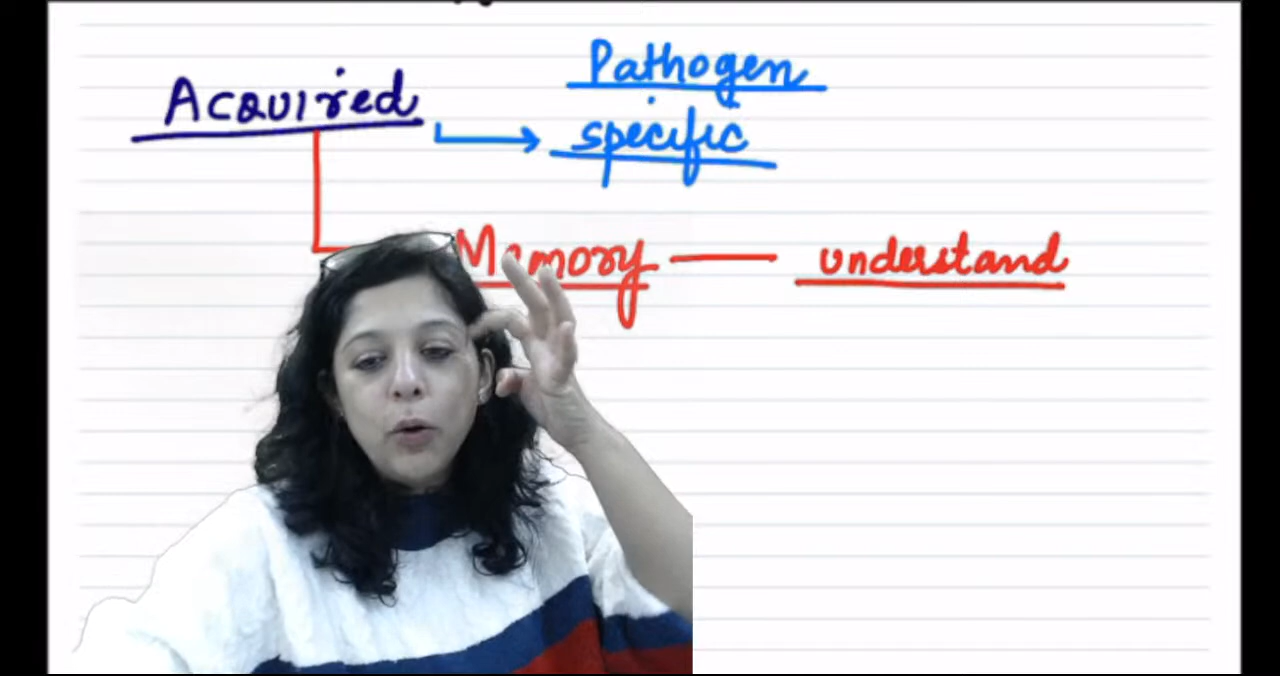 Acquired
Pathogen
specific
Memory — understand